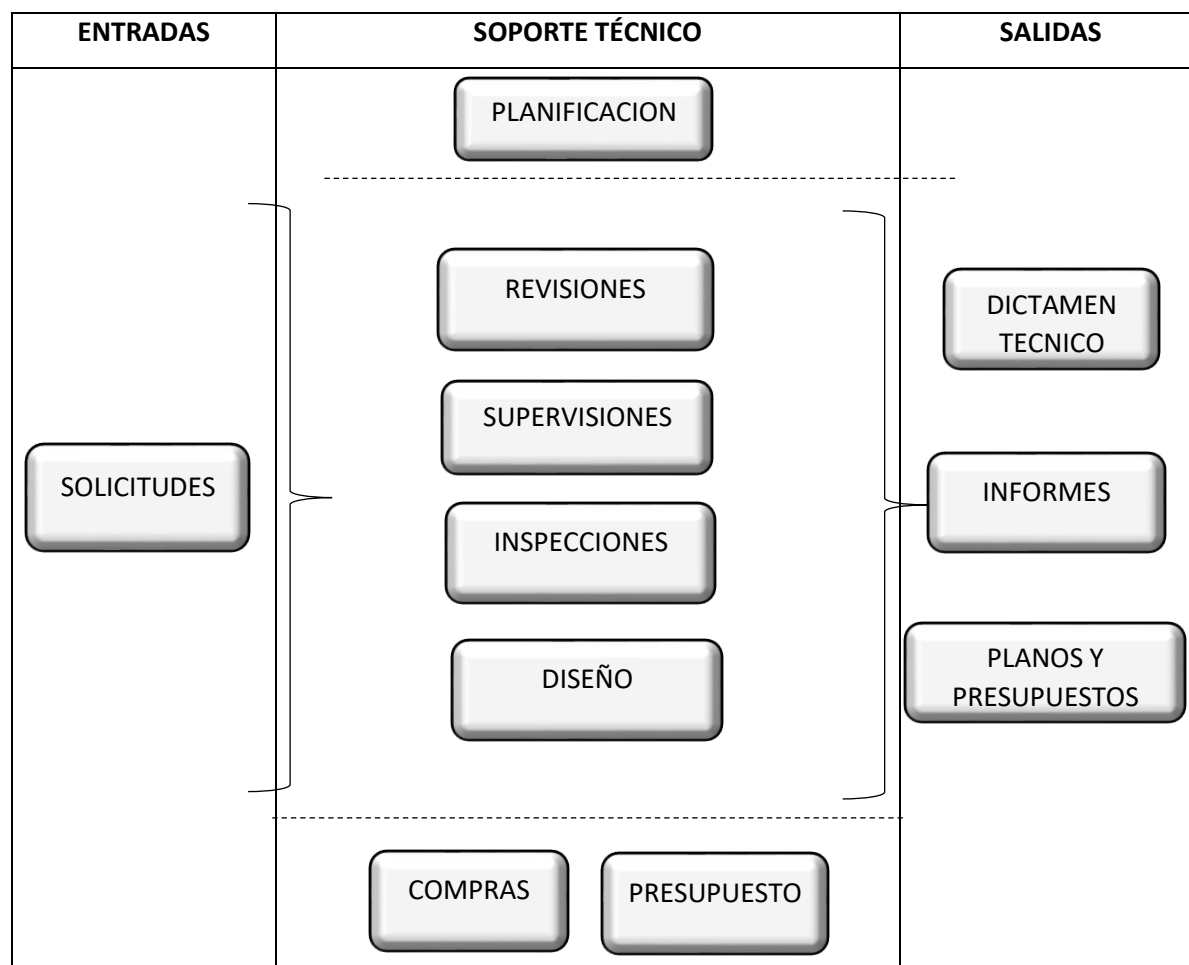 ENTRADAS
SOPORTE TÉCNICO
SALIDAS
PLANIFICACION
REVISIONES
SUPERVISIONES
INSPECCIONES
DISEÑO
SOLICITUDES
DICTAMEN
TECNICO
INFORMES
PLANOS Y
PRESUPUESTOS
COMPRAS
PRESUPUESTO